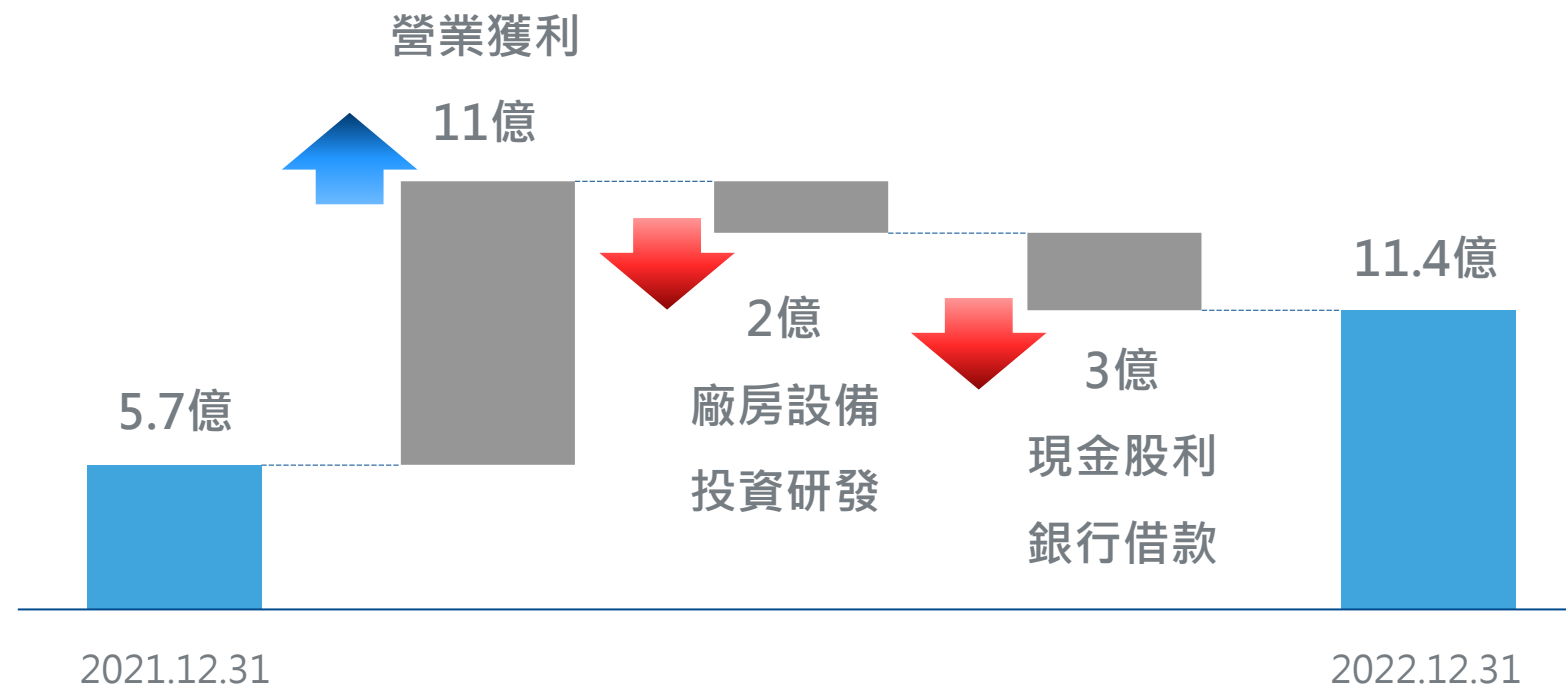 營業獲利
11億
5.7億
2億
廠房設備
投資研發
3億
現金股利
銀行借款
11.4億
2021.12.31
2022.12.31